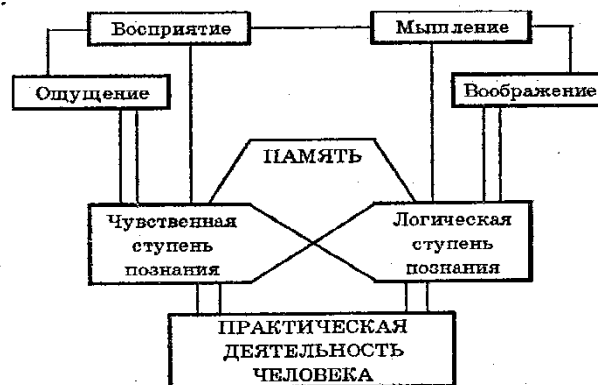 Восприятие
Мышление
Ощущение
Воображение
ПАМЯТЬ
Чувственная
ступень
познания
Логическая
ступень
познания
ПРАКТИЧЕСКАЯ
ДЕЯТЕЛЬНОСТЬ
ЧЕЛОВЕКА